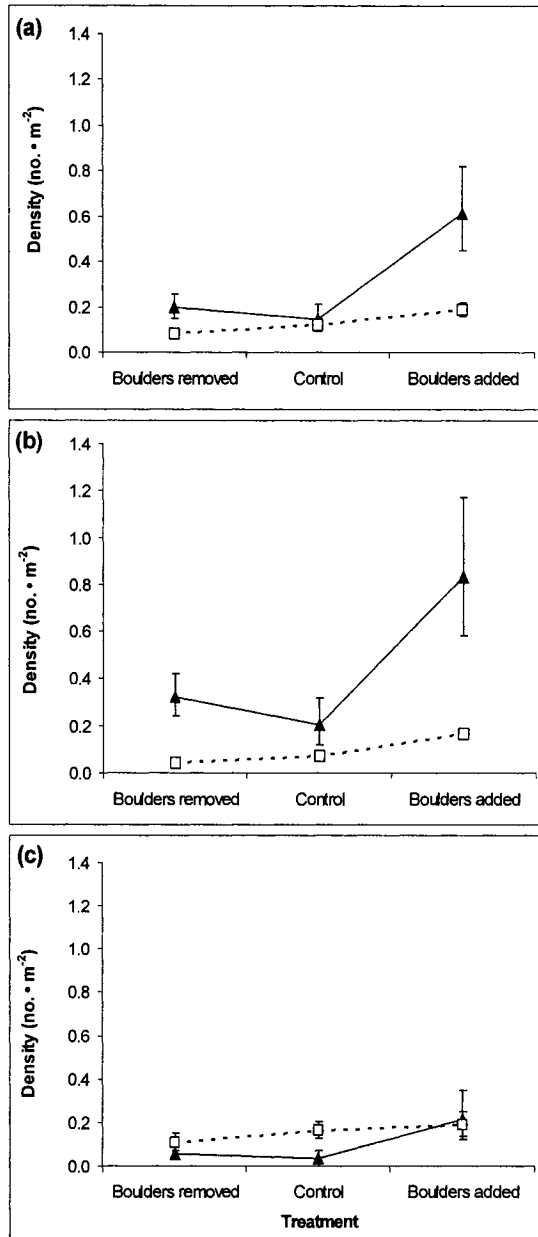 (a)
Density (no. • m-2)
1.4
1.2
1.0
0.8
0.6
0.4
0.2
0.0
Boulders removed Control Boulders added
(b)
Density (no. • m-2)
1.4
1.2
1.0
0.8
0.6
0.4
0.2
0.0
Boulders removed Control Boulders added
(c)
Density (no. • m-2)
1.4
1.2
1.0
0.8
0.6
0.4
0.2
0.0
Boulders removed Control Boulders added
Treatment